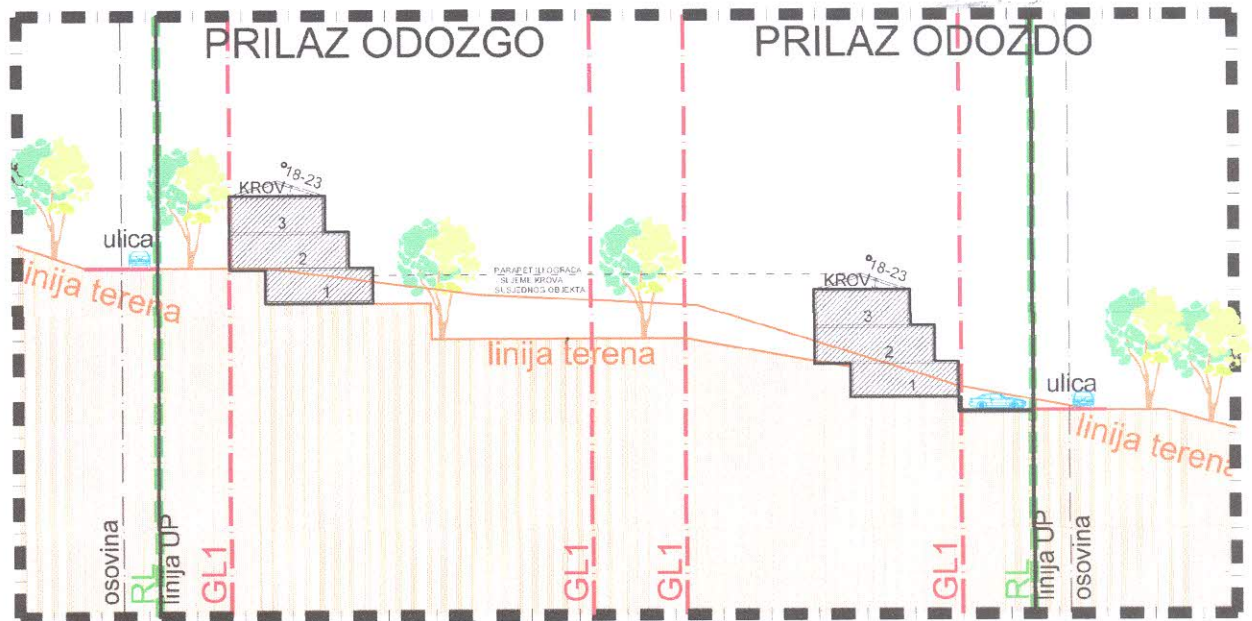 PRILAZ ODOZGO
PRILAZ ODOZDO
°18-23
KROV
3
2
1
ulica
linija terena
PARAPET ILI OGRADA
SLJEME KROVA
SUSJEDNOG OBJEKTA
linija terena
°18-23
KROV
3
2
1
ulica
linija terena
osovina
RL
linija UP
GL1
GL1
GL1
GL1
RL
linija UP
osovina